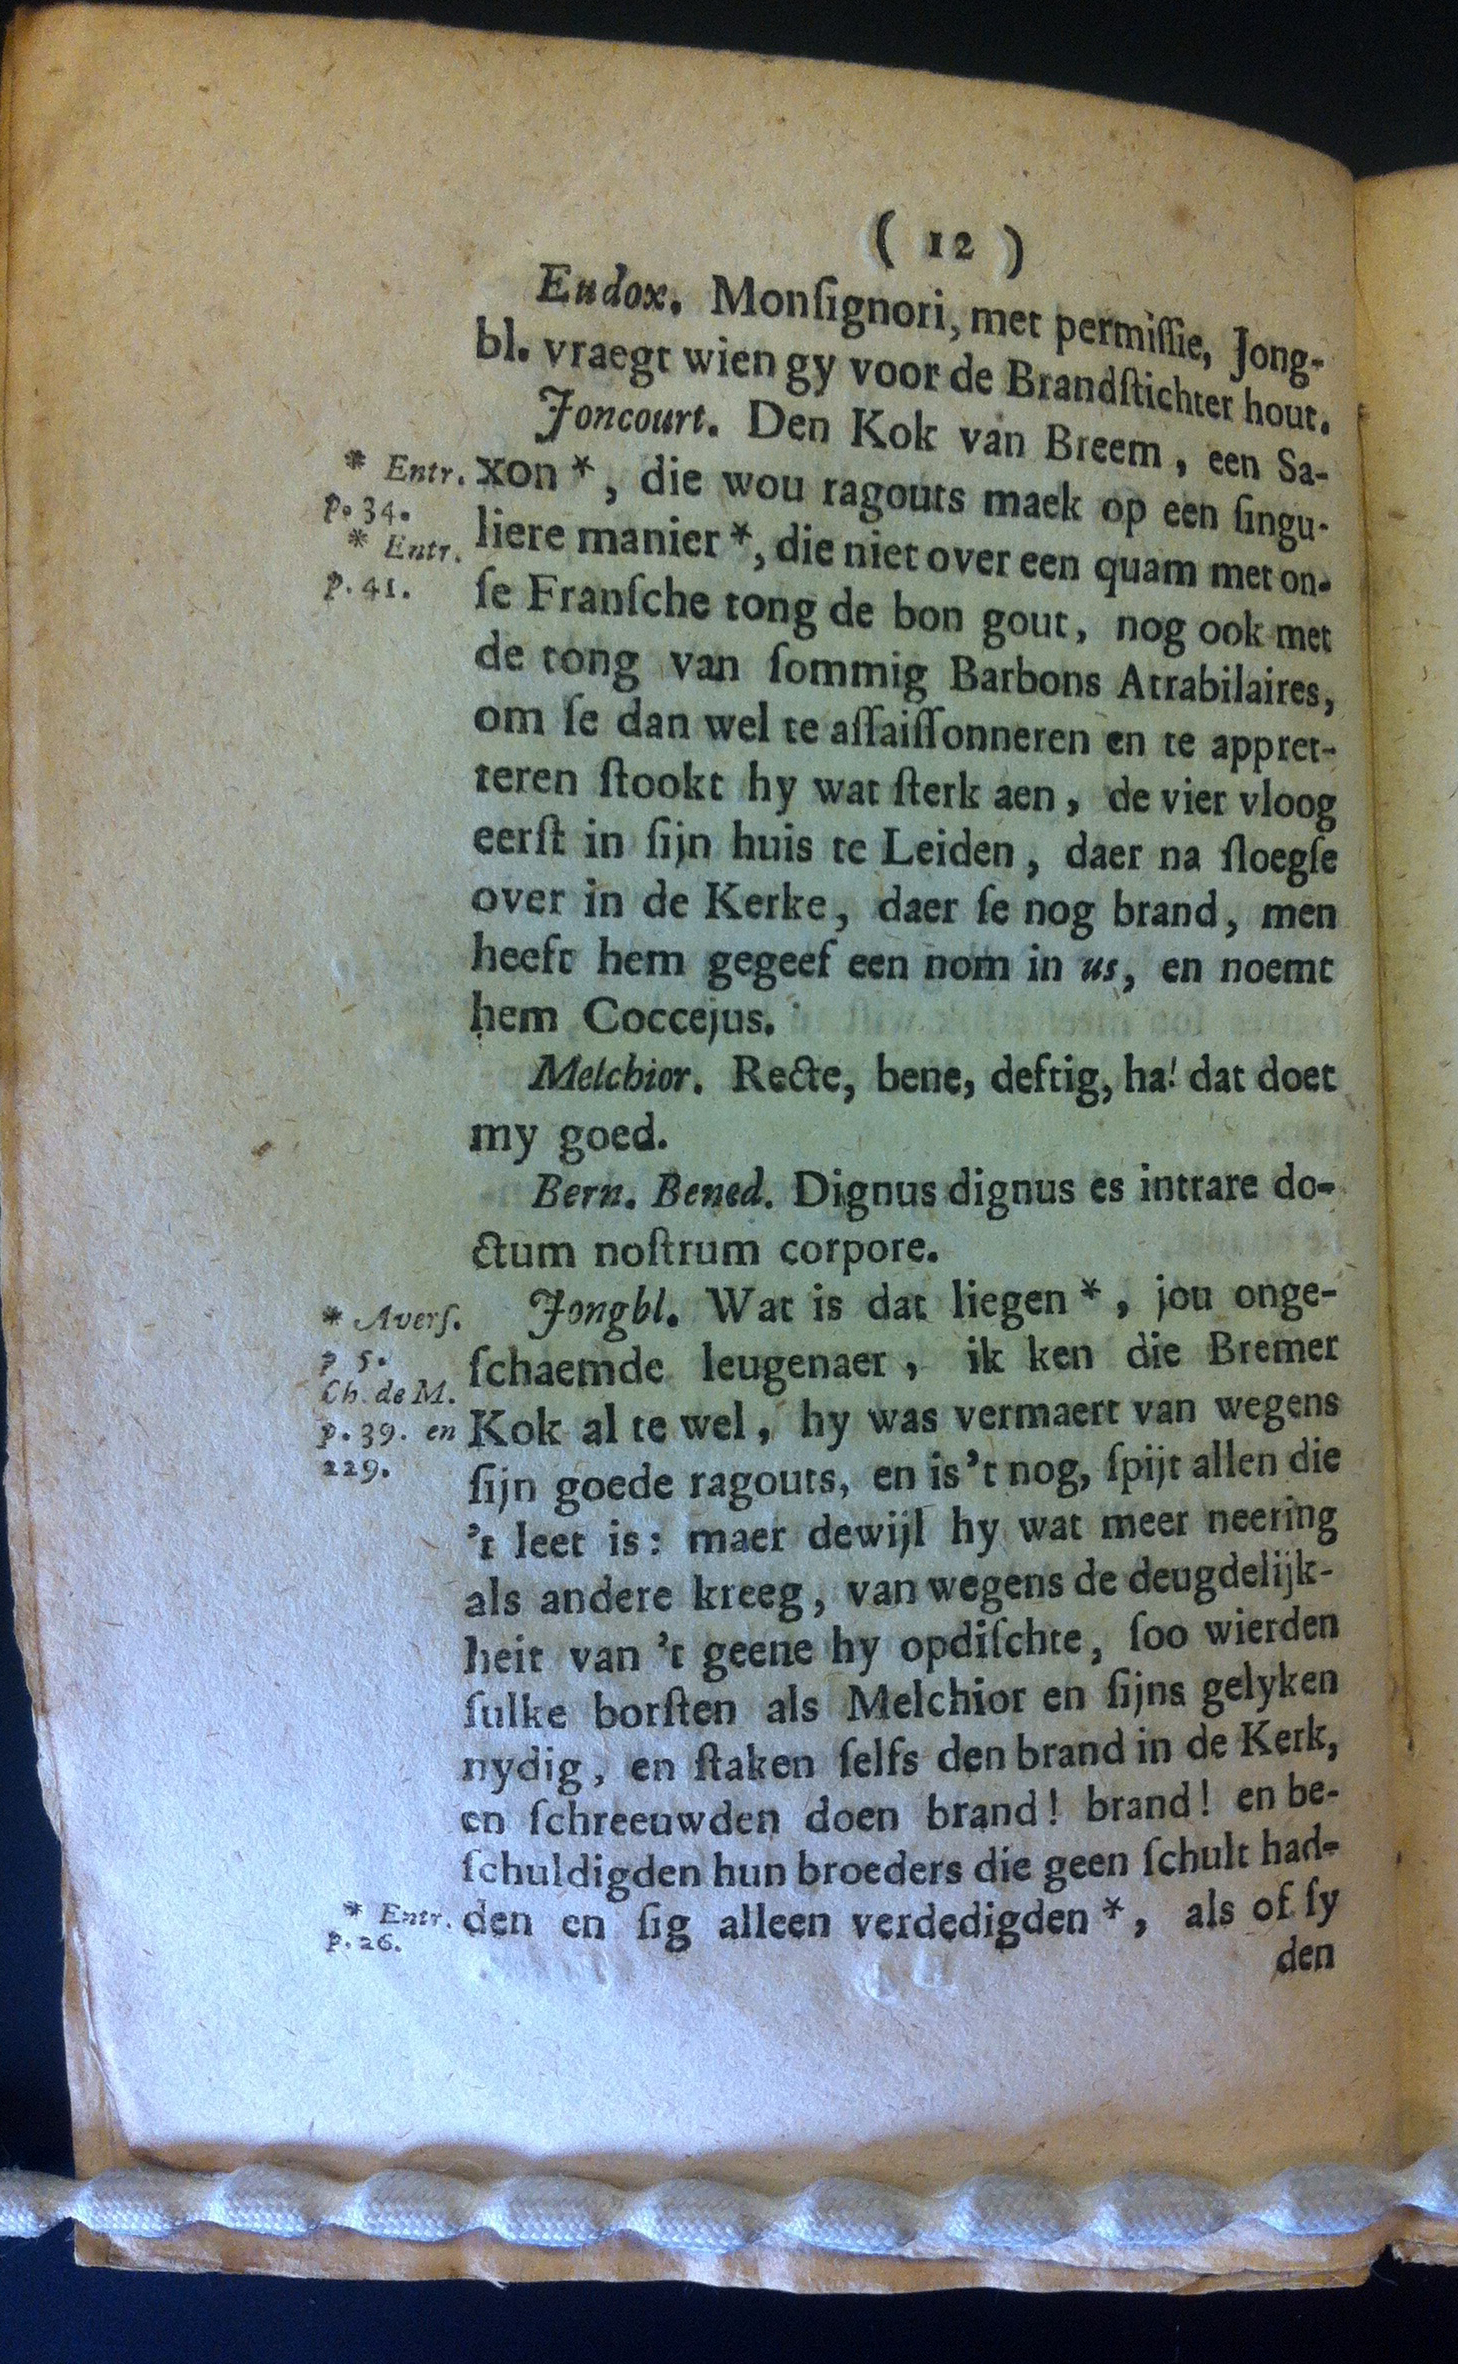 ( 12 )
Eudox. Monſignori, met permiſſie, Jong-
bl. vraegt wien gy voor de Brandſtichter hout.
Joncourt. Den Kok van Breem, een Sa-
* Entr. xon *, die wou ragouts maek op een ſingu-
p. 34.
liere manier *, die niet over een quam met on-
* Entr.
p. 41.
ſe Franſche tong de bon gout, nog ook met
de tong van ſommig Barbons Atrabilaires,
om ſe dan wel te aſſaiſſonneren en te appret-
teren ſtookt hy wat ſterk aen, de vier vloog
eerſt in ſijn huis te Leiden, daer na ſloegſe
over in de Kerke, daer ſe nog brand, men
heeft hem gegeef een nom in us, en noemt
hem Coccejus.
Melchior. Recte, bene, deftig, ha! dat doet
my goed.
Bern. Bened. Dignus dignus es intrare do-
ctum noſtrum corpore.
Jongbl. Wat is dat liegen *, jou onge-
* Averſ.
p 5.
ſchaemde leugenaer, ik ken die Bremer
Ch. de M.
p. 39. en
Kok al te wel, hy was vermaert van wegens
229.
ſijn goede ragouts, en is 't nog, ſpijt allen die
't leet is: maer dewijl hy wat meer neering
als andere kreeg, van wegens de deugdelijk-
heit van 't geene hy opdiſchte, ſoo wierden
ſulke borſten als Melchior en ſijns gelyken
nydig, en ſtaken ſelfs den brand in de Kerk,
en ſchreeuwden doen brand! brand! en be-
ſchuldigden hun broeders die geen ſchult had-
* Entr.
p. 26.
den en ſig alleen verdedigden *, als of ſy
den